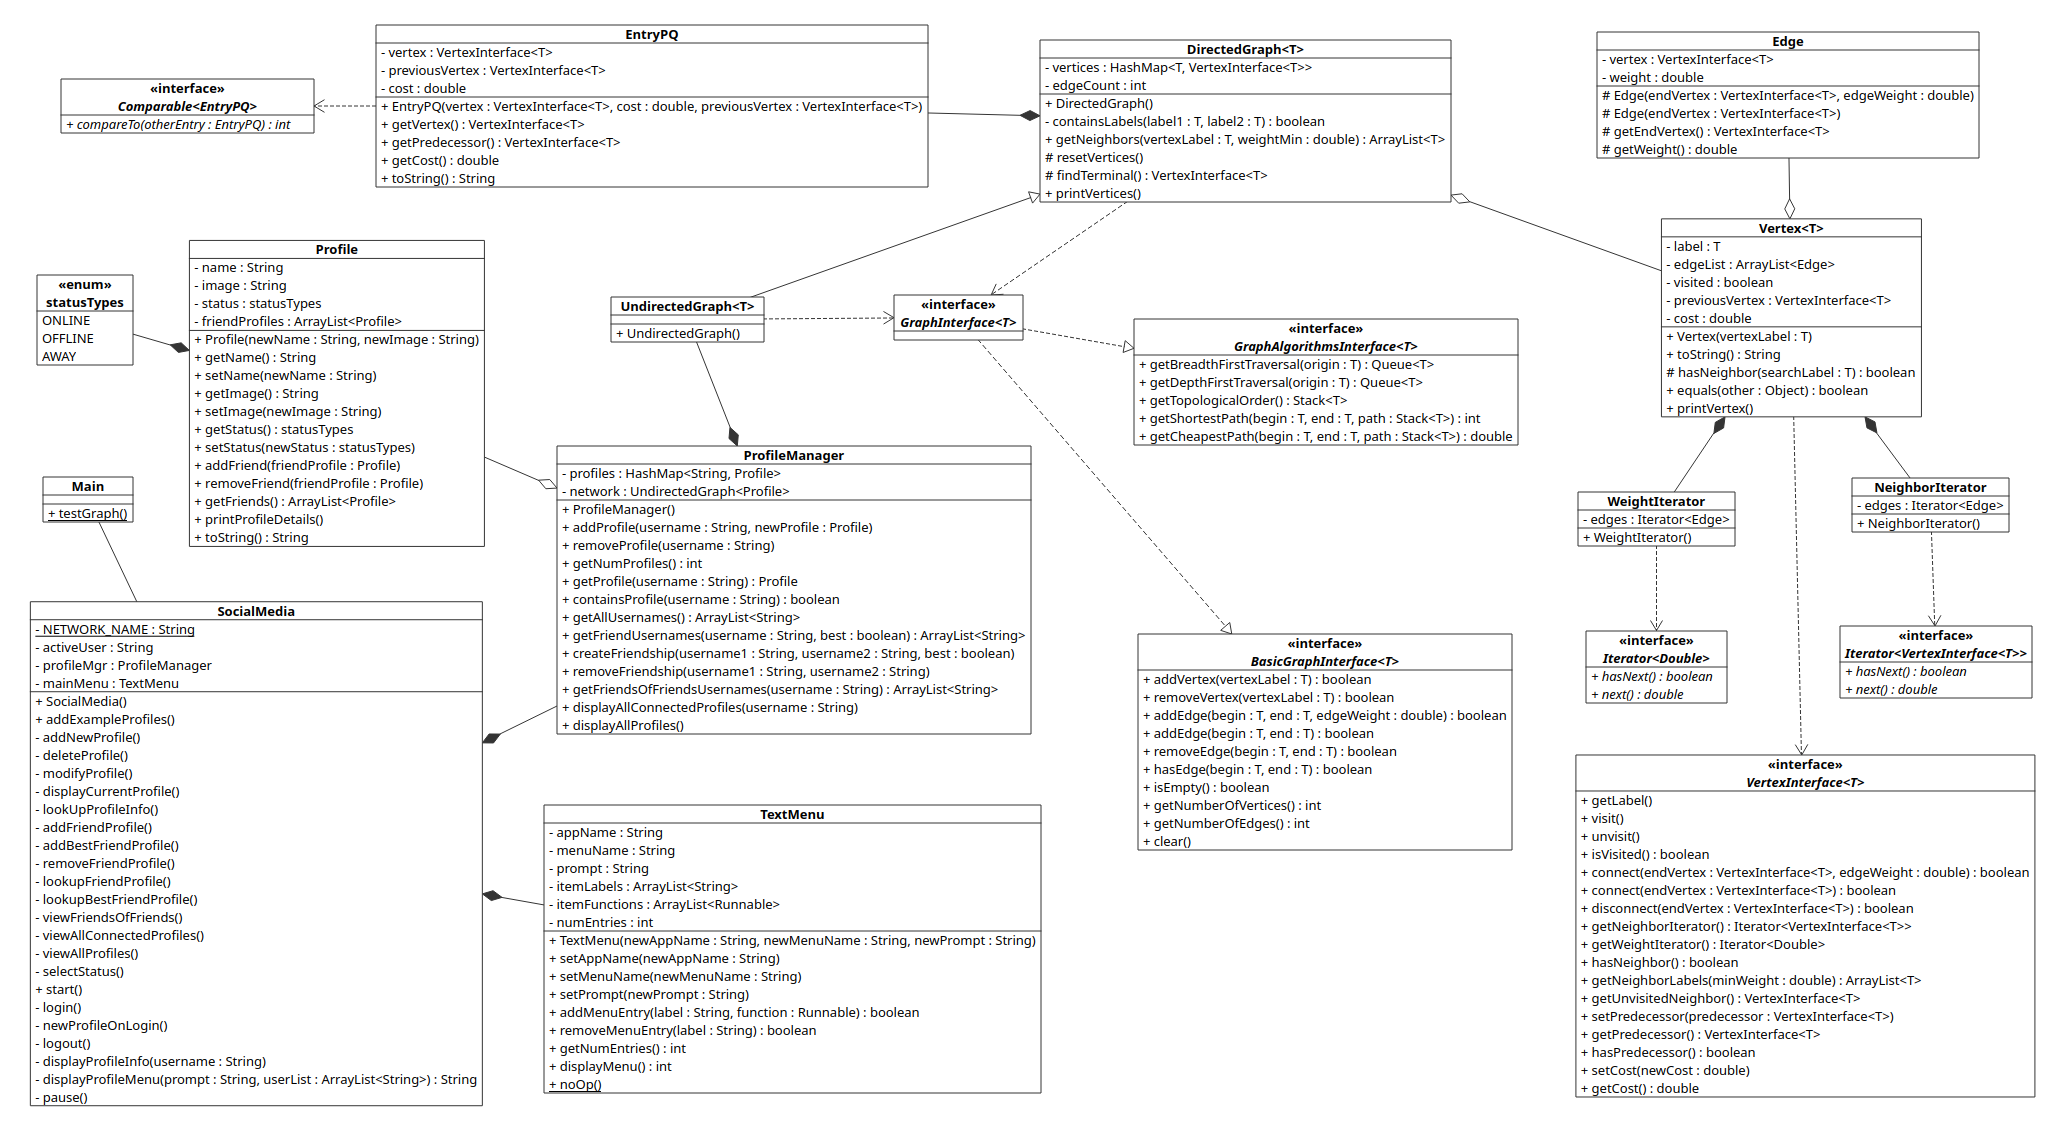 «interface»
Comparable<EntryPQ>
+ compareTo(otherEntry : EntryPQ) : int
EntryPQ
- vertex : VertexInterface<T>
- previousVertex : VertexInterface<T>
- cost : double
+ EntryPQ(vertex : VertexInterface<T>, cost : double, previousVertex : VertexInterface<T>)
+ getVertex() : VertexInterface<T>
+ getPredecessor() : VertexInterface<T>
+ getCost() : double
+ toString() : String
DirectedGraph<T>
- vertices : HashMap<T, VertexInterface<T>>
- edgeCount : int
+ DirectedGraph()
- containsLabels(label1 : T, label2 : T) : boolean
+ getNeighbors(vertexLabel : T, weightMin : double) : ArrayList<T>
# resetVertices()
# findTerminal() : VertexInterface<T>
+ printVertices()
Edge
- vertex : VertexInterface<T>
- weight : double
# Edge(endVertex : VertexInterface<T>, edgeWeight : double)
# Edge(endVertex : VertexInterface<T>)
# getEndVertex() : VertexInterface<T>
# getWeight() : double
«enum»
statusTypes
ONLINE
OFFLINE
AWAY
Profile
- name : String
- image : String
- status : statusTypes
- friendProfiles : ArrayList<Profile>
+ Profile(newName : String, newImage : String)
+ getName() : String
+ setName(newName : String)
+ getImage() : String
+ setImage(newImage : String)
+ getStatus() : statusTypes
+ setStatus(newStatus : statusTypes)
+ addFriend(friendProfile : Profile)
+ removeFriend(friendProfile : Profile)
+ getFriends() : ArrayList<Profile>
+ printProfileDetails()
+ toString() : String
UndirectedGraph<T>
+ UndirectedGraph()
«interface»
GraphInterface<T>
«interface»
GraphAlgorithmsInterface<T>
+ getBreadthFirstTraversal(origin : T) : Queue<T>
+ getDepthFirstTraversal(origin : T) : Queue<T>
+ getTopologicalOrder() : Stack<T>
+ getShortestPath(begin : T, end : T, path : Stack<T>) : int
+ getCheapestPath(begin : T, end : T, path : Stack<T>) : double
Vertex<T>
- label : T
- edgeList : ArrayList<Edge>
- visited : boolean
- previousVertex : VertexInterface<T>
- cost : double
+ Vertex(vertexLabel : T)
+ toString() : String
# hasNeighbor(searchLabel : T) : boolean
+ equals(other : Object) : boolean
+ printVertex()
Main
+ testGraph()
ProfileManager
- profiles : HashMap<String, Profile>
- network : UndirectedGraph<Profile>
+ ProfileManager()
+ addProfile(username : String, newProfile : Profile)
+ removeProfile(username : String)
+ getNumProfiles() : int
+ getProfile(username : String) : Profile
+ containsProfile(username : String) : boolean
+ getAllUsernames() : ArrayList<String>
+ getFriendUsernames(username : String, best : boolean) : ArrayList<String>
+ createFriendship(username1 : String, username2 : String, best : boolean)
+ removeFriendship(username1 : String, username2 : String)
+ getFriendsOfFriendsUsernames(username : String) : ArrayList<String>
+ displayAllConnectedProfiles(username : String)
+ displayAllProfiles()
WeightIterator
- edges : Iterator<Edge>
+ WeightIterator()
NeighborIterator
- edges : Iterator<Edge>
+ NeighborIterator()
SocialMedia
- NETWORK_NAME : String
- activeUser : String
- profileMgr : ProfileManager
- mainMenu : TextMenu
+ SocialMedia()
+ addExampleProfiles()
- addNewProfile()
- deleteProfile()
- modifyProfile()
- displayCurrentProfile()
- lookUpProfileInfo()
- addFriendProfile()
- addBestFriendProfile()
- removeFriendProfile()
- lookupFriendProfile()
- lookupBestFriendProfile()
- viewFriendsOfFriends()
- viewAllConnectedProfiles()
- viewAllProfiles()
- selectStatus()
+ start()
- login()
- newProfileOnLogin()
- logout()
- displayProfileInfo(username : String)
- displayProfileMenu(prompt : String, userList : ArrayList<String>) : String
- pause()
«interface»
BasicGraphInterface<T>
+ addVertex(vertexLabel : T) : boolean
+ removeVertex(vertexLabel : T) : boolean
+ addEdge(begin : T, end : T, edgeWeight : double) : boolean
+ addEdge(begin : T, end : T) : boolean
+ removeEdge(begin : T, end : T) : boolean
+ hasEdge(begin : T, end : T) : boolean
+ isEmpty() : boolean
+ getNumberOfVertices() : int
+ getNumberOfEdges() : int
+ clear()
«interface»
Iterator<Double>
+ hasNext() : boolean
+ next() : double
«interface»
Iterator<VertexInterface<T>>
+ hasNext() : boolean
+ next() : double
TextMenu
- appName : String
- menuName : String
- prompt : String
- itemLabels : ArrayList<String>
- itemFunctions : ArrayList<Runnable>
- numEntries : int
+ TextMenu(newAppName : String, newMenuName : String, newPrompt : String)
+ setAppName(newAppName : String)
+ setMenuName(newMenuName : String)
+ setPrompt(newPrompt : String)
+ addMenuEntry(label : String, function : Runnable) : boolean
+ removeMenuEntry(label : String) : boolean
+ getNumEntries() : int
+ displayMenu() : int
+ noOp()
«interface»
VertexInterface<T>
+ getLabel()
+ visit()
+ unvisit()
+ isVisited() : boolean
+ connect(endVertex : VertexInterface<T>, edgeWeight : double) : boolean
+ connect(endVertex : VertexInterface<T>) : boolean
+ disconnect(endVertex : VertexInterface<T>) : boolean
+ getNeighborIterator() : Iterator<VertexInterface<T>>
+ getWeightIterator() : Iterator<Double>
+ hasNeighbor() : boolean
+ getNeighborLabels(minWeight : double) : ArrayList<T>
+ getUnvisitedNeighbor() : VertexInterface<T>
+ setPredecessor(predecessor : VertexInterface<T>)
+ getPredecessor() : VertexInterface<T>
+ hasPredecessor() : boolean
+ setCost(newCost : double)
+ getCost() : double